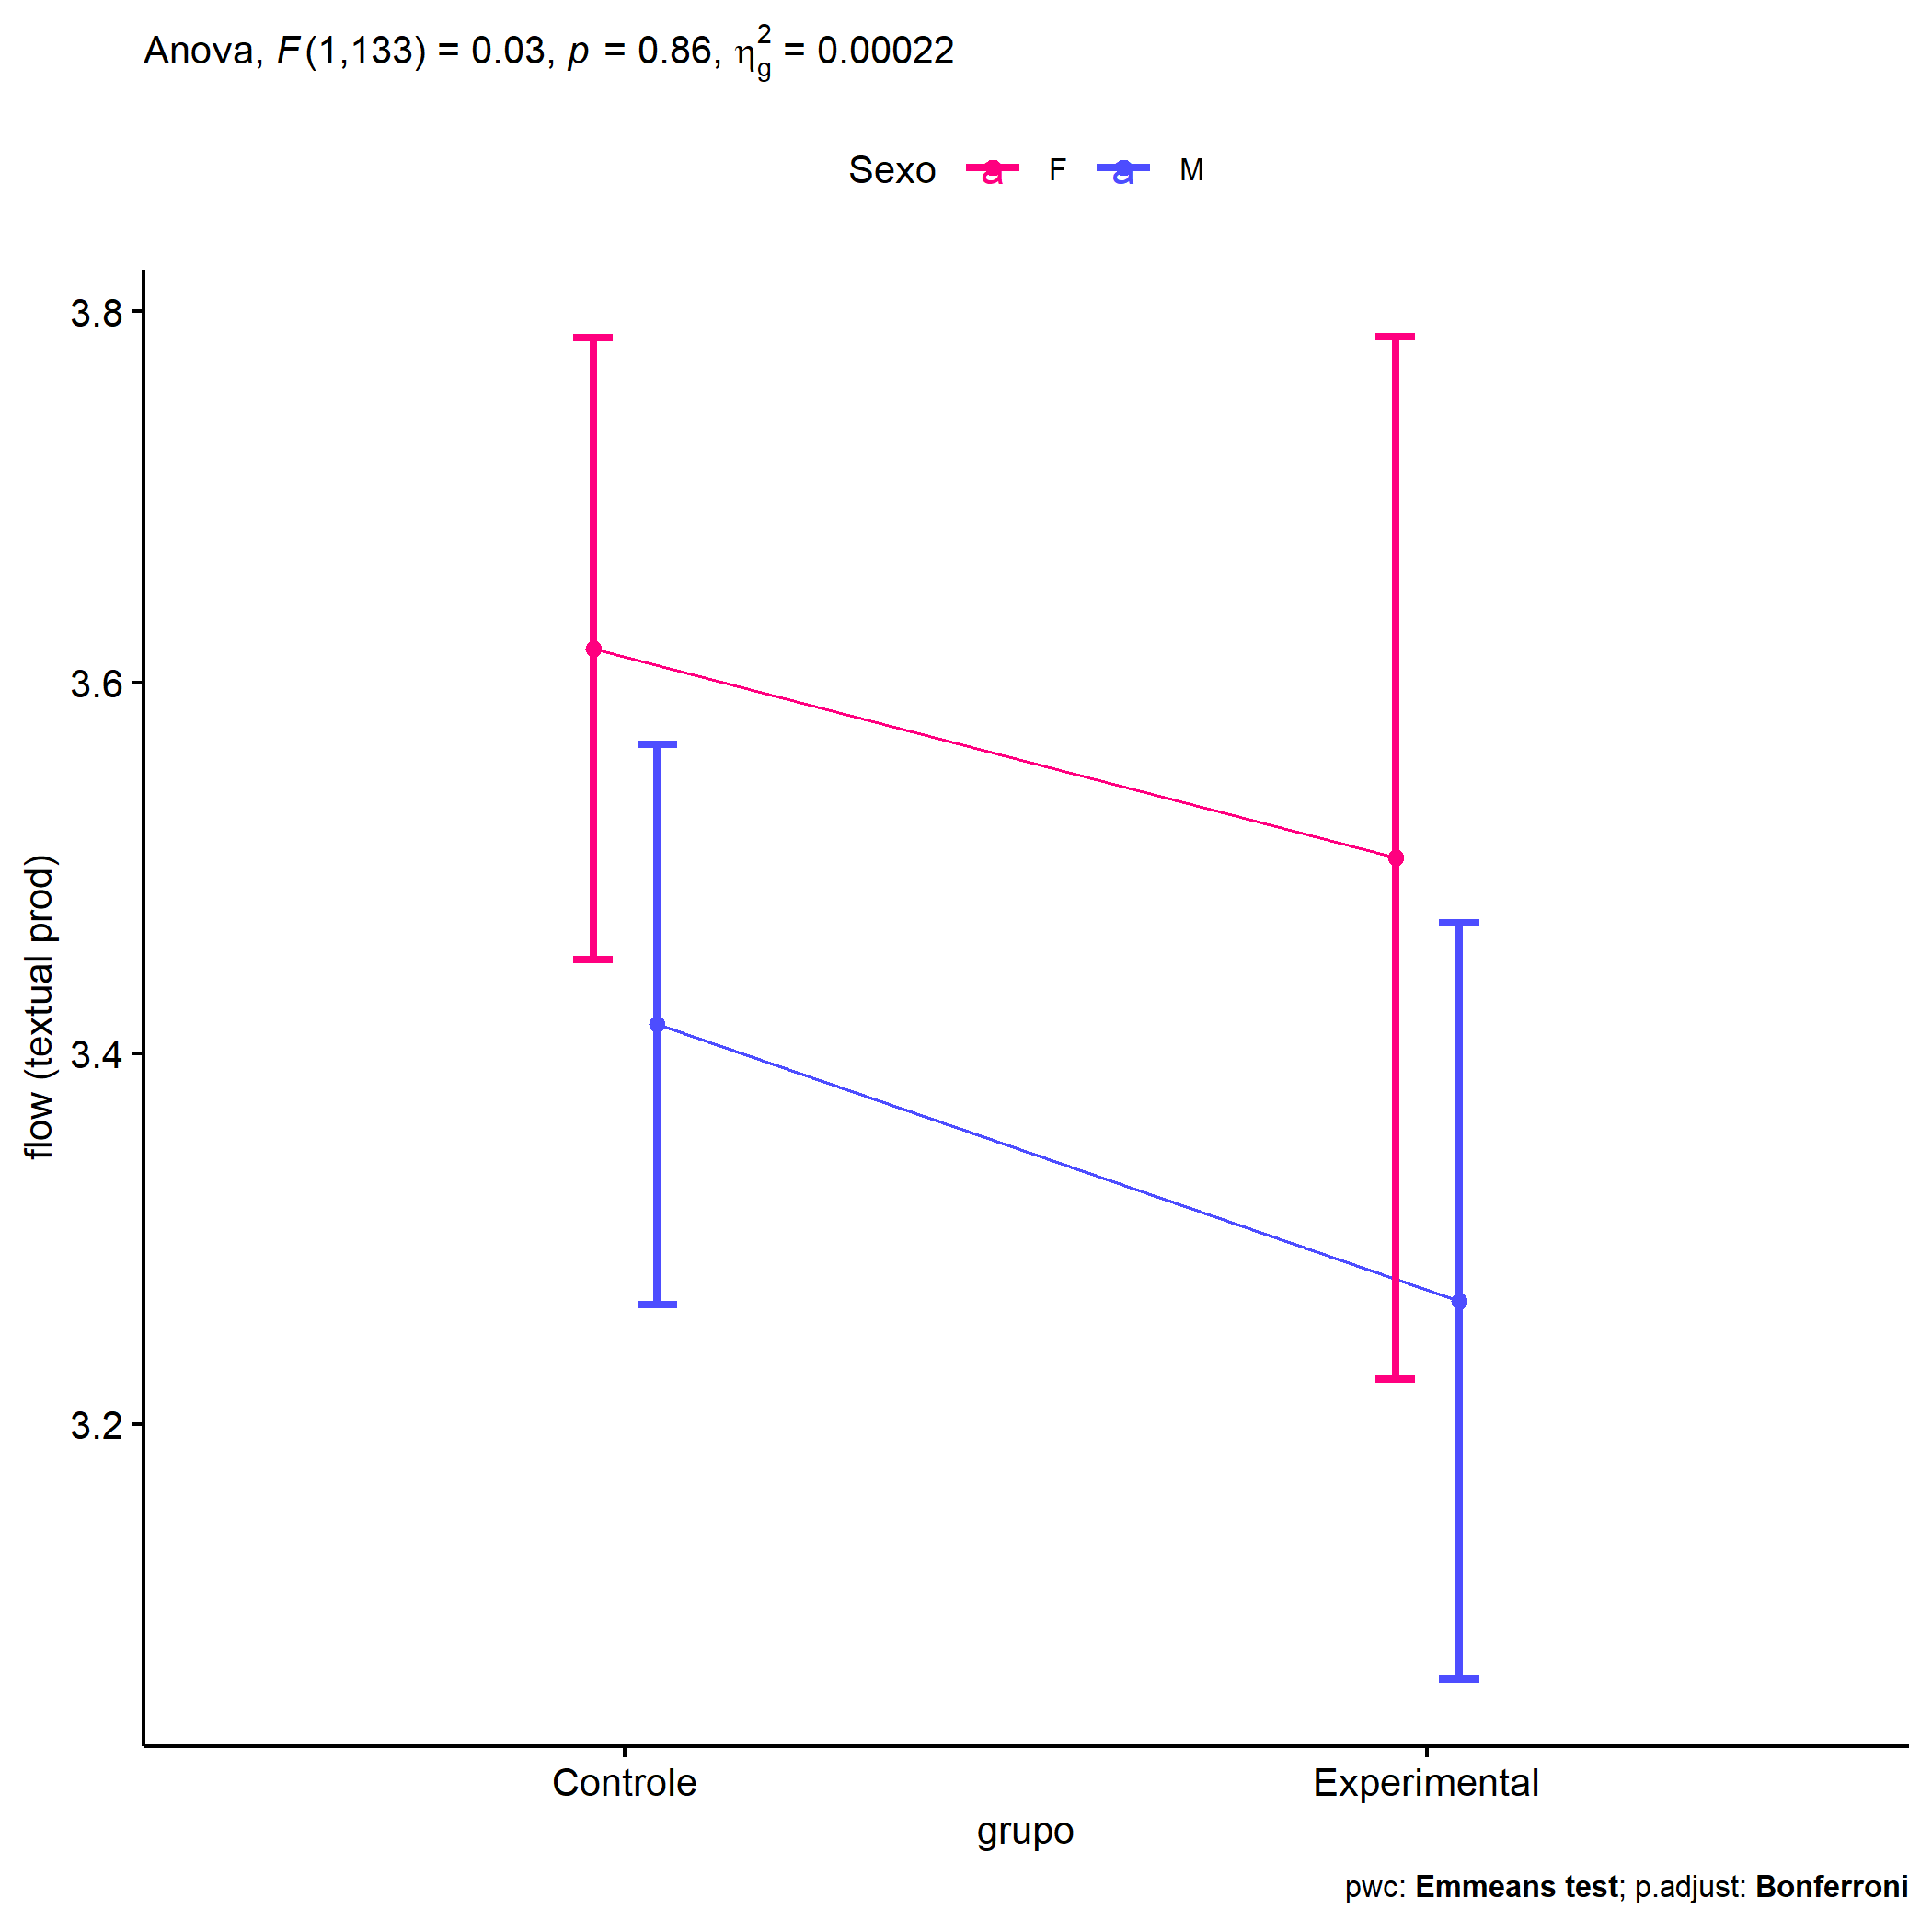 Anova, F(1,133) = 0.03, p = 0.86, η²g = 0.00022
Sexo a F a M
3.8
3.6
3.4
3.2
flow (textual prod)
Controle Experimental
grupo
pwc: Emmeans test; p.adjust: Bonferroni